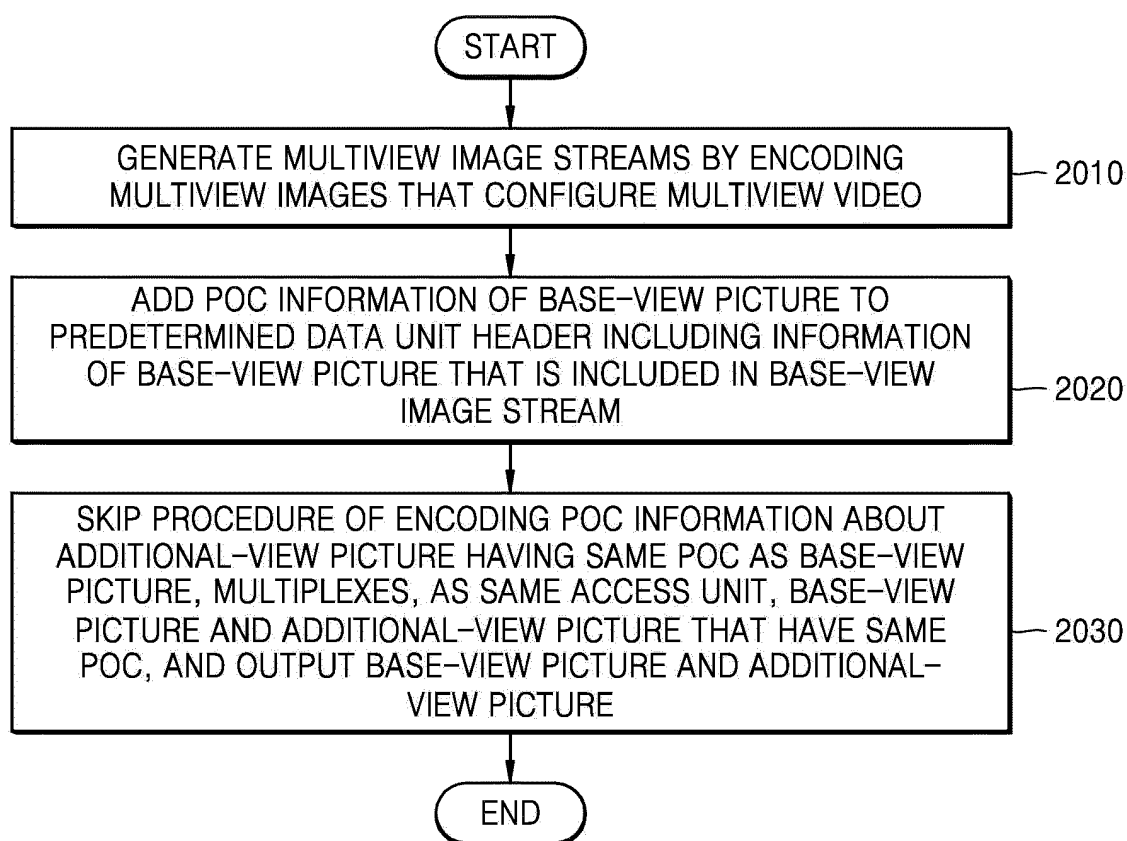 START
GENERATE MULTIVIEW IMAGE STREAMS BY ENCODING
MULTIVIEW IMAGES THAT CONFIGURE MULTIVIEW VIDEO
2010
ADD POC INFORMATION OF BASE-VIEW PICTURE TO
PREDETERMINED DATA UNIT HEADER INCLUDING INFORMATION
OF BASE-VIEW PICTURE THAT IS INCLUDED IN BASE-VIEW
IMAGE STREAM
2020
SKIP PROCEDURE OF ENCODING POC INFORMATION ABOUT
ADDITIONAL-VIEW PICTURE HAVING SAME POC AS BASE-VIEW
PICTURE, MULTIPLEXES, AS SAME ACCESS UNIT, BASE-VIEW
PICTURE AND ADDITIONAL-VIEW PICTURE THAT HAVE SAME
POC, AND OUTPUT BASE-VIEW PICTURE AND ADDITIONAL-
VIEW PICTURE
2030
END